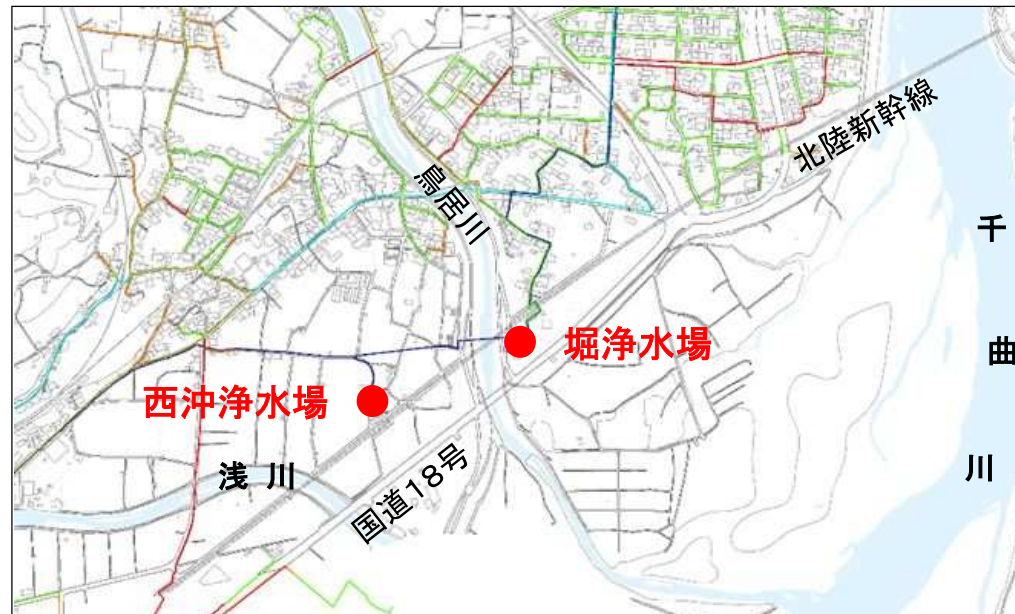 北陸新幹線
鳥居川
千曲川
堀浄水場
西沖浄水場
浅川
国道18号